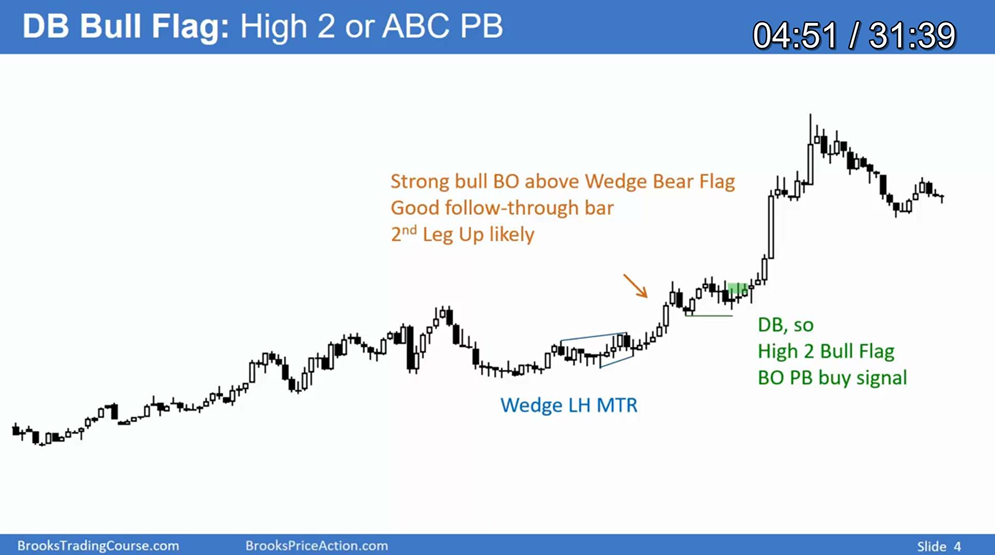 DB Bull Flag: High 2 or ABC PB
04:51 / 31:39
Strong bull BO above Wedge Bear Flag
Good follow-through bar
2nd Leg Up likely
DB, so
High 2 Bull Flag
BO PB buy signal
Wedge LH MTR
BrooksTradingCourse.com
BrooksPriceAction.com
Slide 4